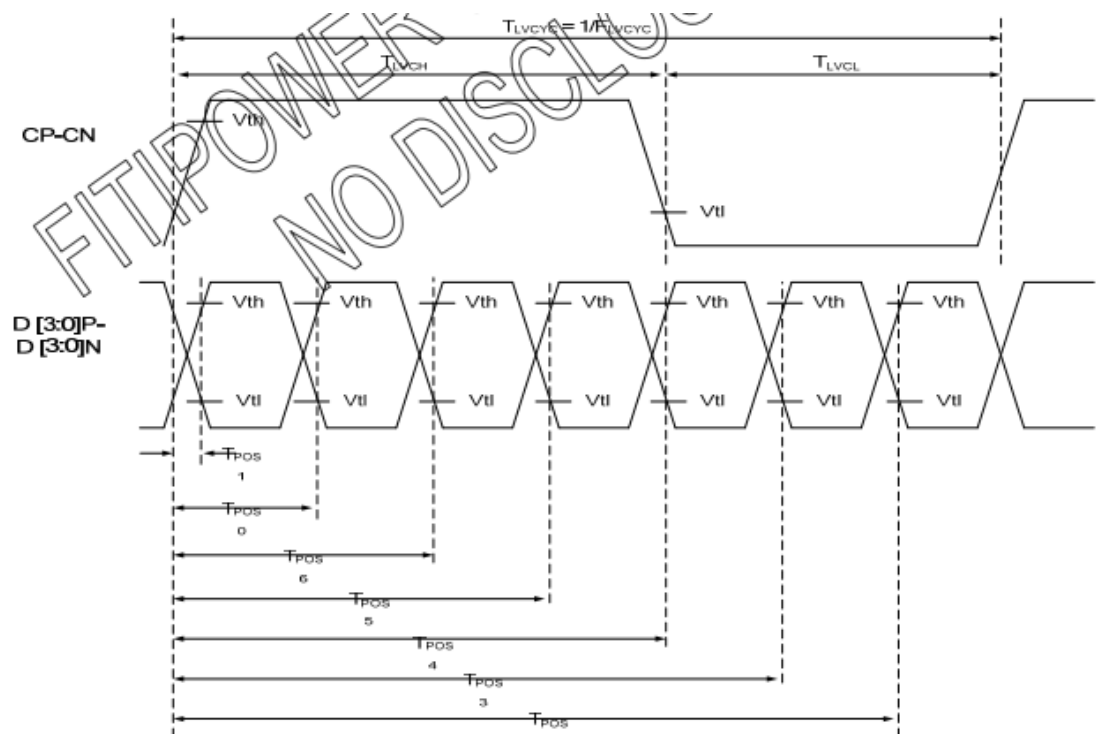 TLVCYC = 1/FLVCYC
TLVCH
TLVCL
CP-CN
Vth
Vtl
FITIPOWER
NO DISCLOS
D [3:0]P-
D [3:0]N
Vth Vth Vth Vth Vth Vth Vth
Vtl Vtl Vtl Vtl Vtl Vtl Vtl
TPOS
1
TPOS
0
TPOS
6
TPOS
5
TPOS
4
TPOS
3
TPOS